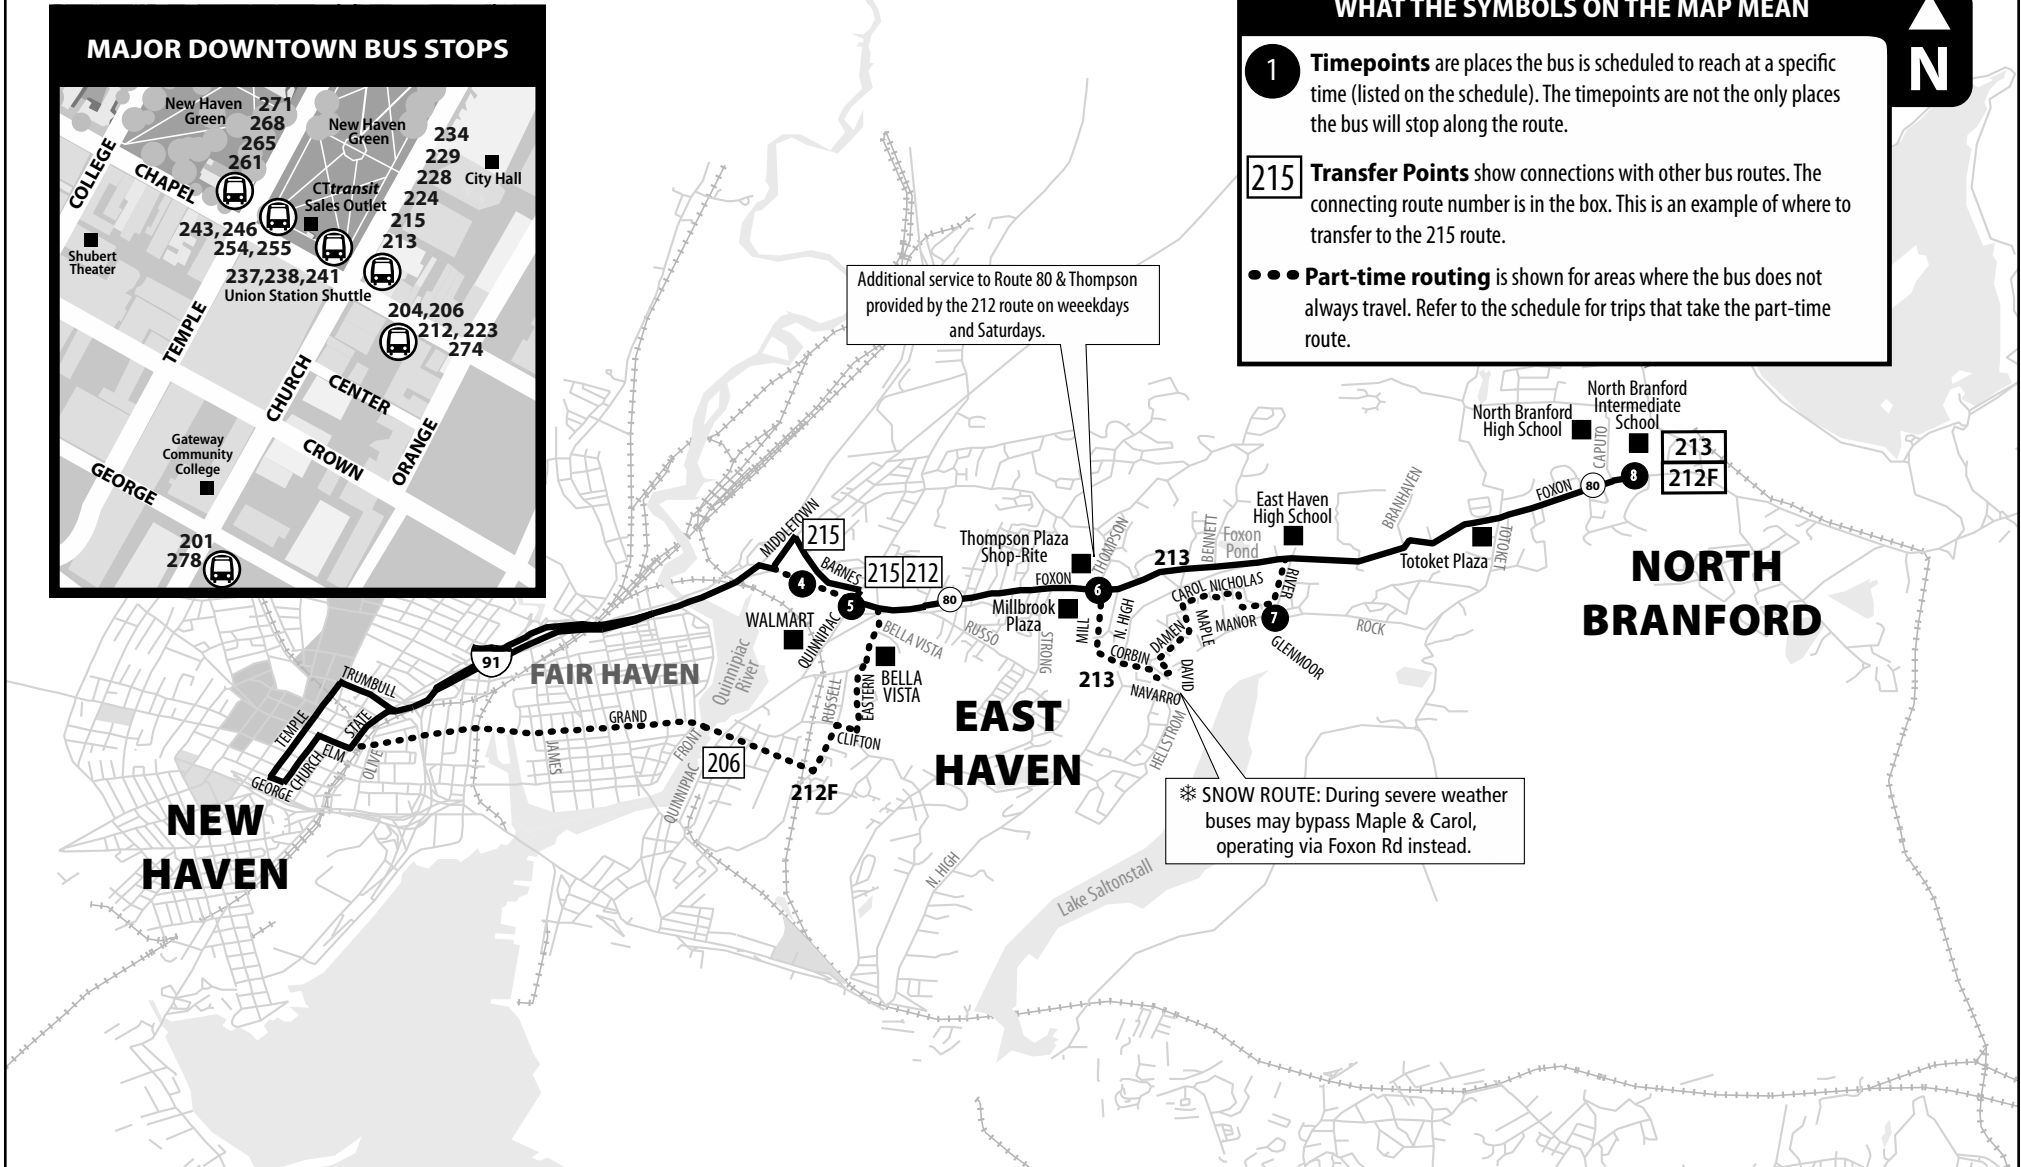 MAJOR DOWNTOWN BUS STOPS
New Haven
Green
271
268
265
261
New Haven
Green
234
229
228
224
215
213
City Hall
COLLEGE
CHAPEL
CTtransit
Sales Outlet
243, 246
254, 255
Shubert
Theater
237,238,241
Union Station Shuttle
204,206
212, 223
274
TEMPLE
CHURCH
CENTER
Gateway
Community
College
CROWN
ORANGE
GEORGE
201
278
WHAT THE SYMBOLS ON THE MAP MEAN
N
1
Timepoints are places the bus is scheduled to reach at a specific
time (listed on the schedule). The timepoints are not the only places
the bus will stop along the route.
215
Transfer Points show connections with other bus routes. The
connecting route number is in the box. This is an example of where to
transfer to the 215 route.
Part-time routing is shown for areas where the bus does not
always travel. Refer to the schedule for trips that take the part-time
route.
Additional service to Route 80 & Thompson
provided by the 212 route on weeekdays
and Saturdays.
North Branford
High School
North Branford
Intermediate
School
CAPUTO
213
212F
8
80
FOXON
East Haven
High School
BRANHAVEN
TOTOKET
Totoket Plaza
NORTH
BRANFORD
MIDDLETOWN
215
BARNES
4
5
215
212
80
WALMART
QUINNIPIAC
Thompson Plaza
Shop-Rite
FOXON
THOMPSON
6
213
BENNETT
Foxon
Pond
Millbrook
Plaza
MILL
N. HIGH
CAROL
NICHOLAS
RIVER
MAPLE
MANOR
7
GLENMOOR
ROCK
DAMEN
CORBIN
DAVID
NAVARRO
213
HELLSTROM
BELLA VISTA
RUSSO
STRONG
BELLA
VISTA
RUSSELL
EASTERN
CLIFTON
EAST
HAVEN
91
FAIR HAVEN
Quinnipiac
River
TRUMBULL
TEMPLE
STATE
GRAND
JAMES
FRONT
206
QUINNIPIAC
212F
ELM
OLIVE
CHURCH
GEORGE
NEW
HAVEN
❄ SNOW ROUTE: During severe weather
buses may bypass Maple & Carol,
operating via Foxon Rd instead.
N. HIGH
Lake Saltonstall